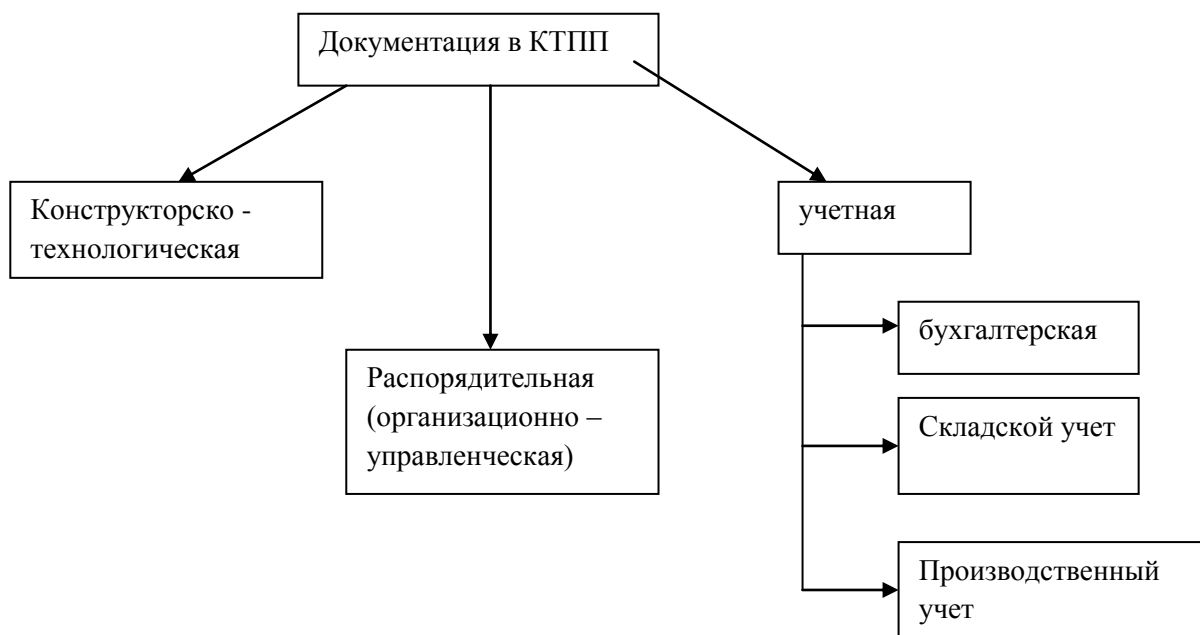 Документация в КТПП
Конструкторско -
технологическая
учетная
Распорядительная
(организационно –
управленческая)
бухгалтерская
Складской учет
Производственный
учет